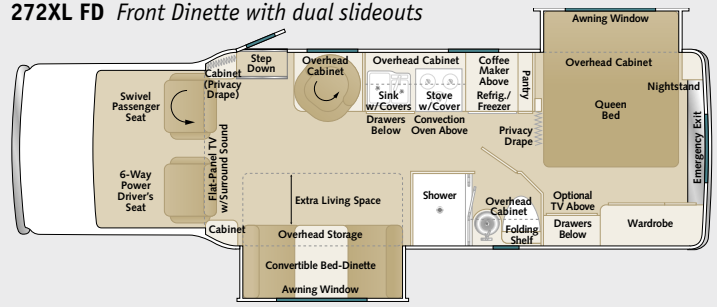 272XL FD Front Dinette with dual slideouts
Awning Window
Step
Down
Overhead
Cabinet
Overhead Cabinet
Coffee
Maker
Above
Pantry
Overhead Cabinet
Cabinet
(Privacy
Drape)
Nightstand
Swivel
Passenger
Seat
Sink
w/Covers
Stove
w/Cover
Refrig./
Freezer
Queen
Bed
Drawers
Below
Convection
Oven Above
Privacy
Drape
Emergency Exit
Flat-Panel TV
w/Surround Sound
6-Way
Power
Driver's
Seat
Extra Living Space
Shower
Overhead
Cabinet
Optional
TV Above
Cabinet
Overhead Storage
Folding
Shelf
Drawers
Below
Wardrobe
Convertible Bed-Dinette
Awning Window